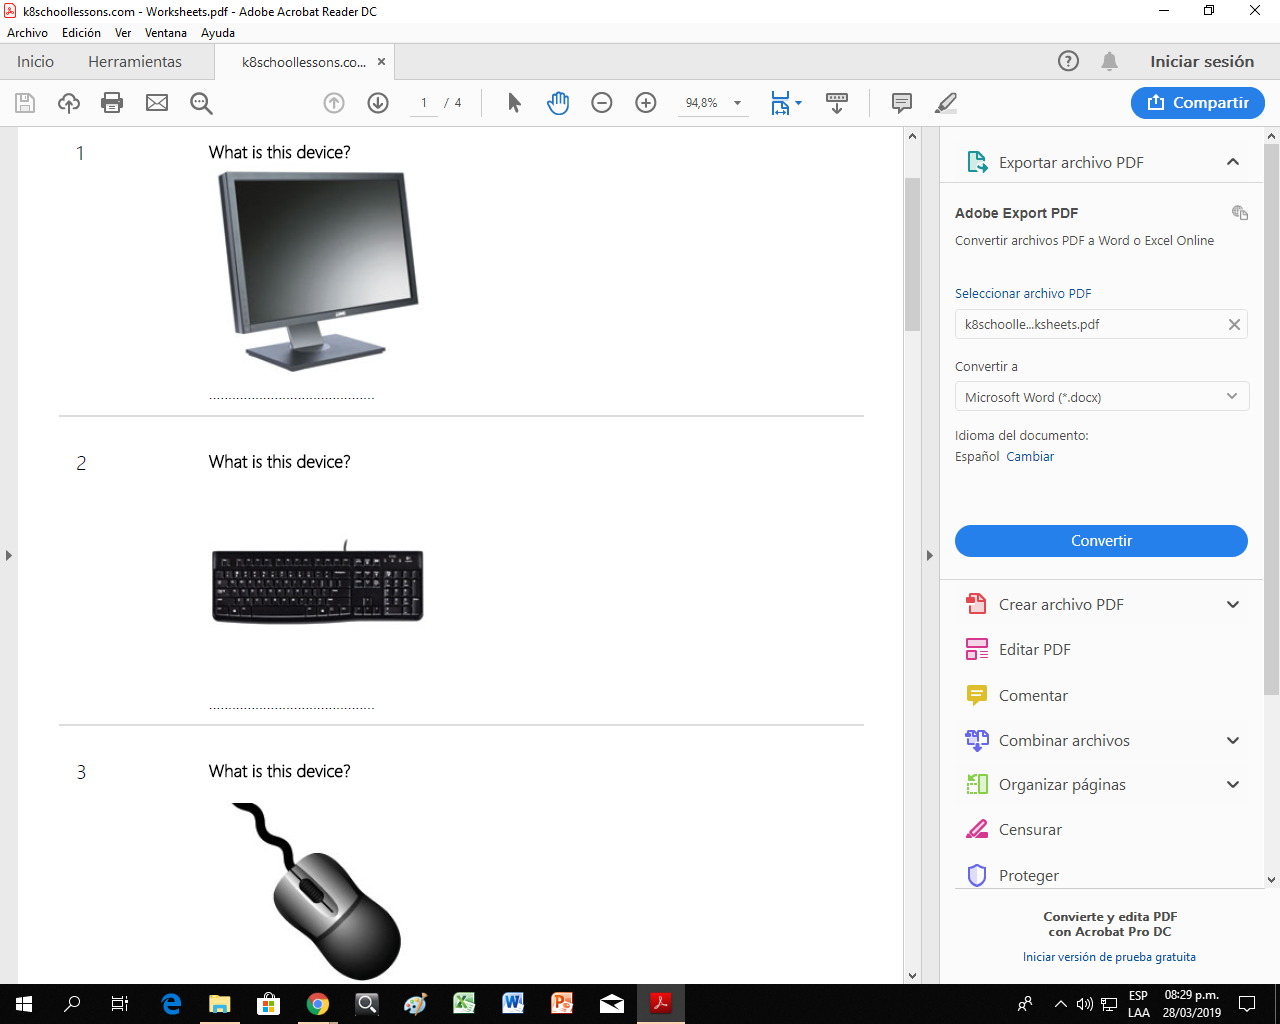 k8schoollessons.com - Worksheets.pdf - Adobe Acrobat Reader DC
Archivo Edición Ver Ventana Ayuda
Inicio Herramientas k8schoollessons.co... Iniciar sesión
1 / 4 94,8% Compartir
1 What is this device?
..........................................
2 What is this device?
..........................................
3 What is this device?
Exportar archivo PDF
Adobe Export PDF
Convertir archivos PDF a Word o Excel Online
Seleccionar archivo PDF
k8schoolle...ksheets.pdf
Convertir a
Microsoft Word (*.docx)
Idioma del documento:
Español Cambiar
Convertir
Crear archivo PDF
Editar PDF
Comentar
Combinar archivos
Organizar páginas
Censurar
Proteger
Convierte y edita PDF
con Acrobat Pro DC
Iniciar versión de prueba gratuita
ESP 08:29 p.m.
LAA 28/03/2019